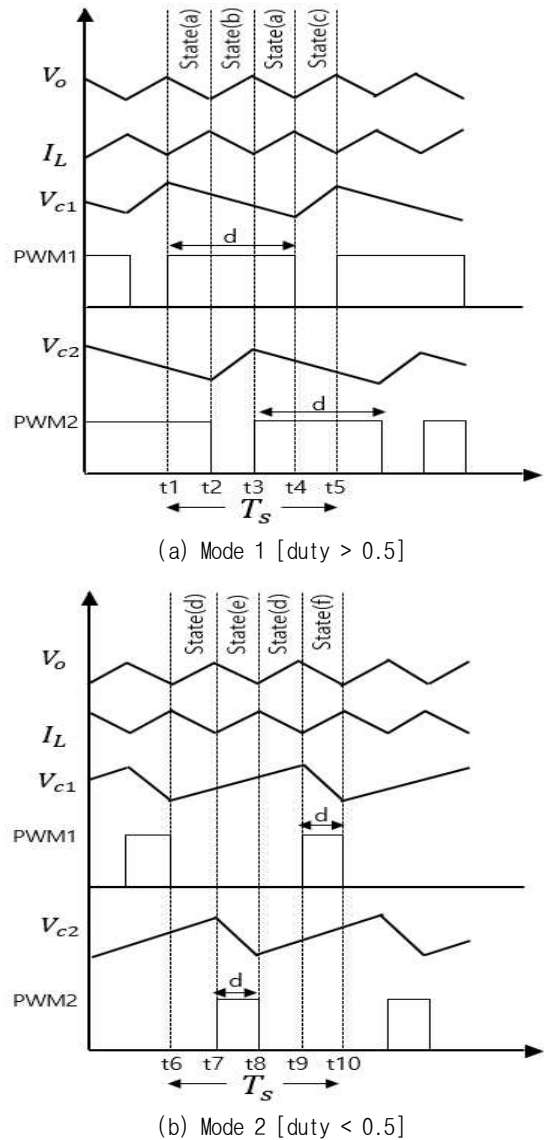 State(a) State(b) State(a) State(c)
Vo
IL
Vc1
d
PWM1
Vc2
d
PWM2
t1 t2 t3 t4 t5
Ts
(a) Mode 1 [duty > 0.5]
State(d) State(e) State(d) State(f)
Vo
IL
Vc1
d
PWM1
Vc2
d
PWM2
t6 t7 t8 t9 t10
Ts
(b) Mode 2 [duty < 0.5]